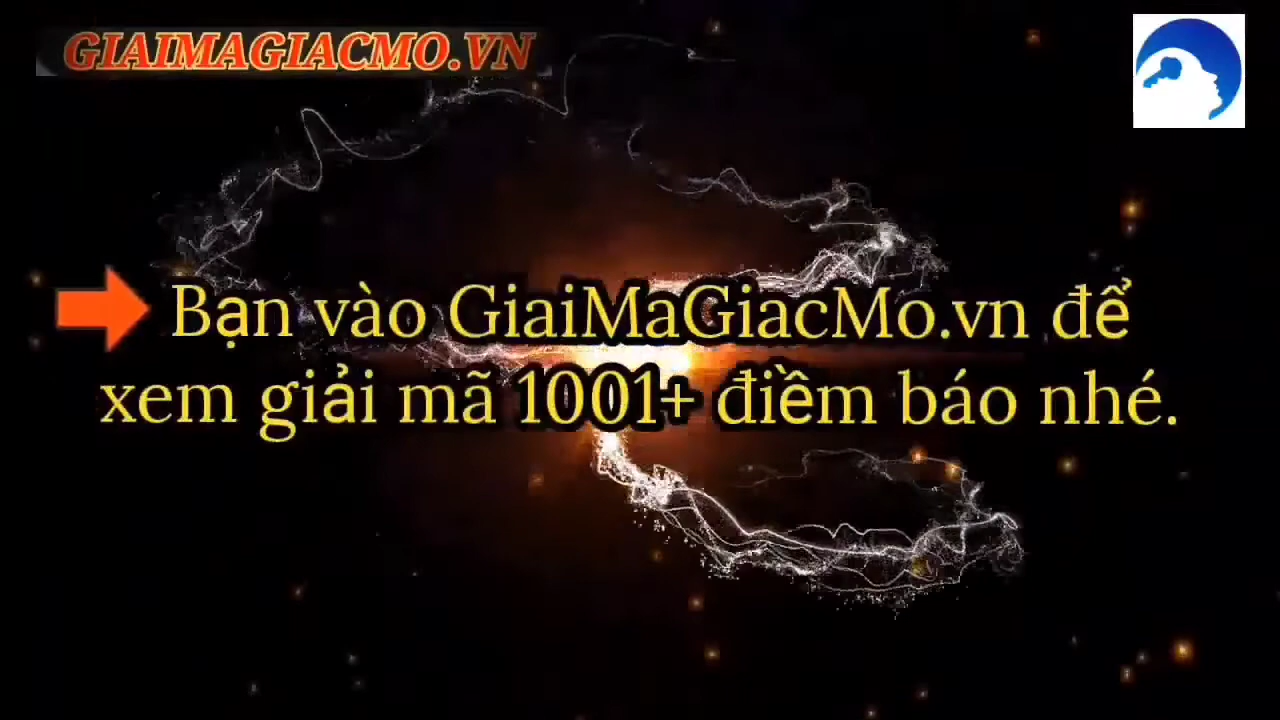 GIAIMAGIACMO.VN
Bạn vào GiaiMaGiacMo.vn để
xem giải mã 1001+ điềm báo nhé.